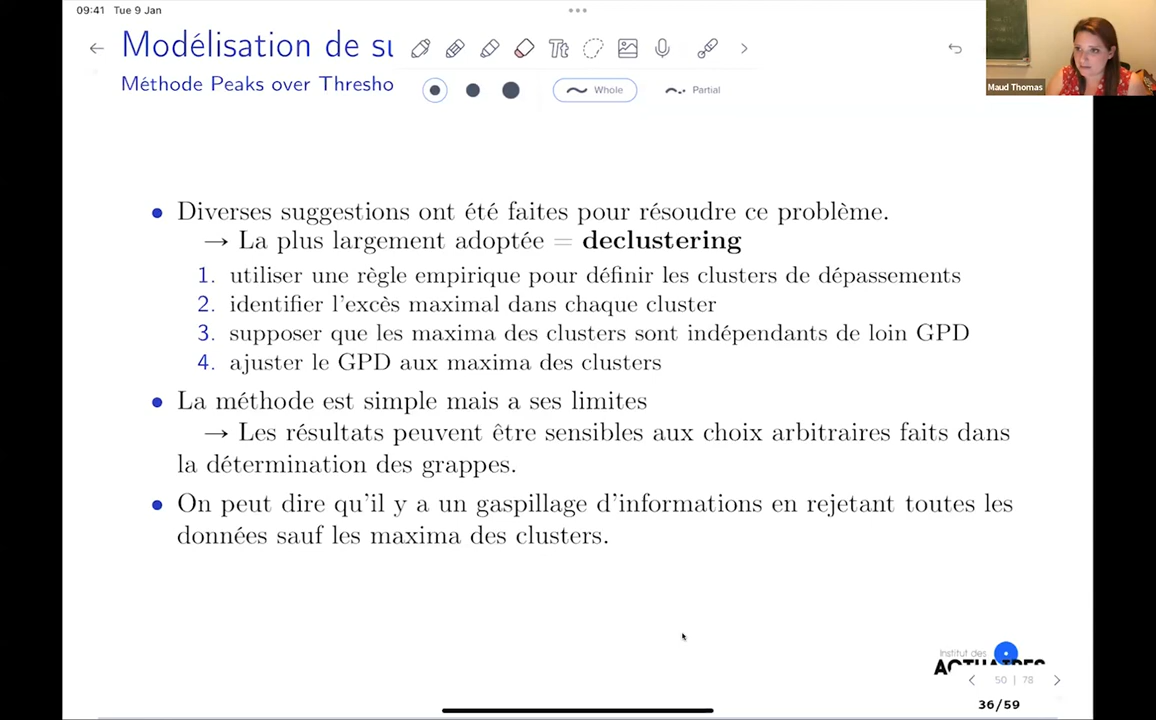 09:41 Tue 9 Jan
Modélisation de su
Tt
Méthode Peaks over Thresho
Whole
Partial
Maud Thomas
• Diverses suggestions ont été faites pour résoudre ce problème.
→ La plus largement adoptée = declustering
1. utiliser une règle empirique pour définir les clusters de dépassements
2. identifier l'excès maximal dans chaque cluster
3. supposer que les maxima des clusters sont indépendants de loin GPD
4. ajuster le GPD aux maxima des clusters
• La méthode est simple mais a ses limites
→ Les résultats peuvent être sensibles aux choix arbitraires faits dans
la détermination des grappes.
• On peut dire qu'il y a un gaspillage d'informations en rejetant toutes les
données sauf les maxima des clusters.
Institut des
ACTUAIRES
50 | 78
36/59